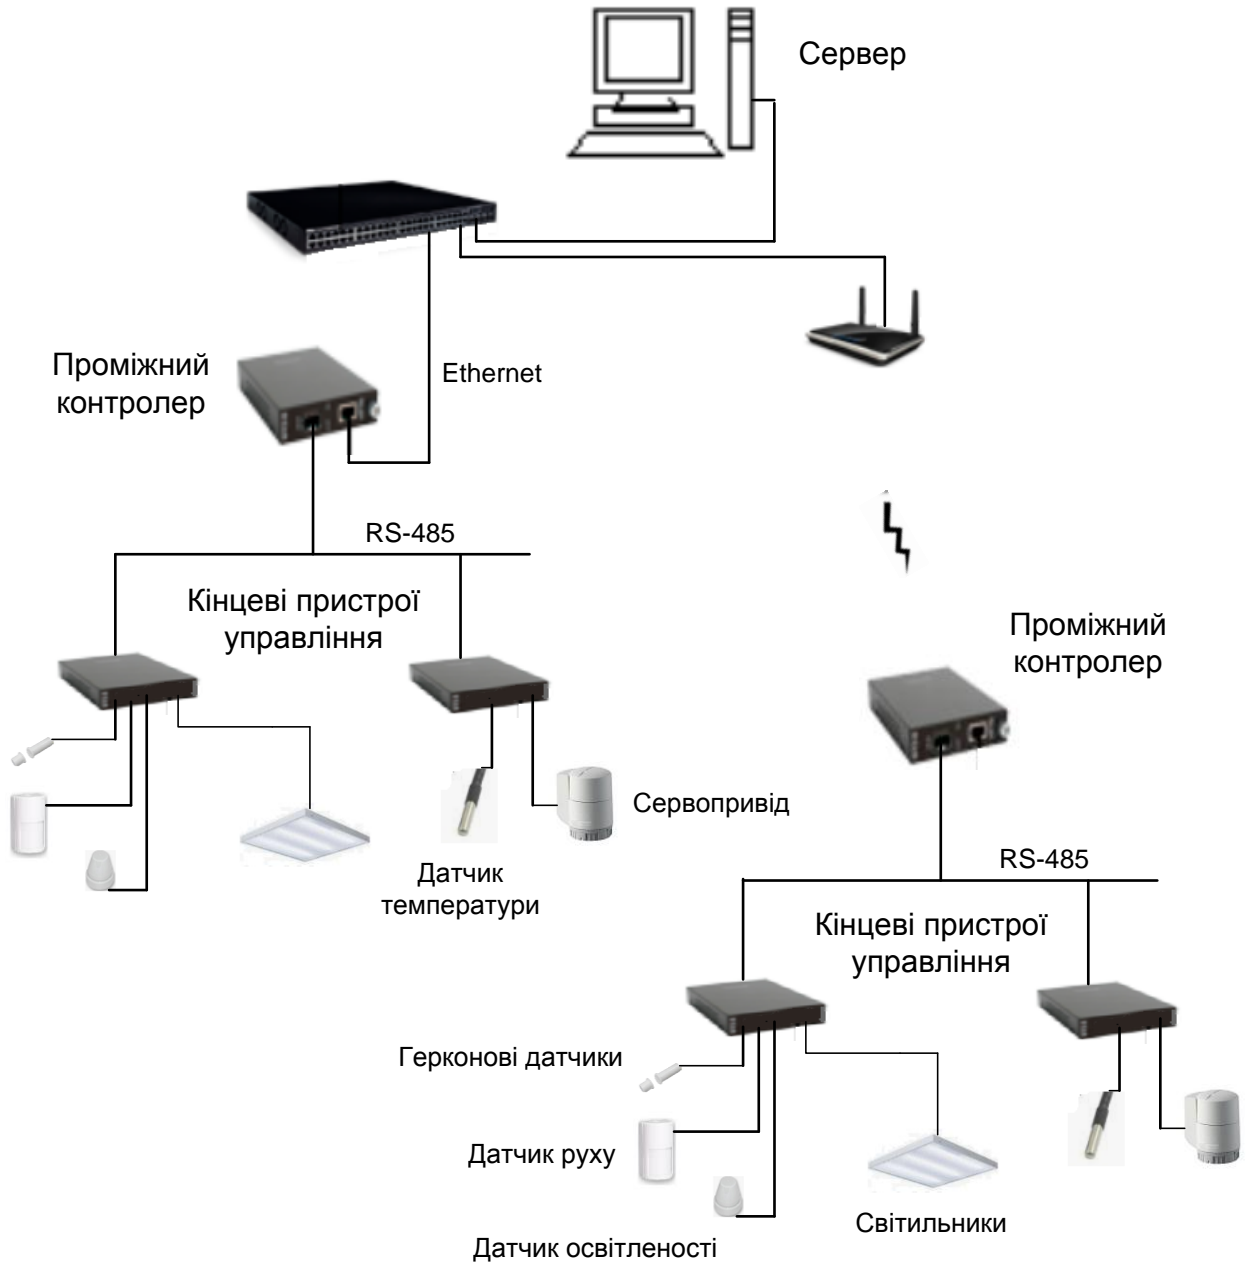 Сервер
Проміжний
контролер
Ethernet
RS-485
Кінцеві пристрої
управління
Проміжний
контролер
Сервопривід
Датчик
температури
RS-485
Кінцеві пристрої
управління
Герконові датчики
Датчик руху
Світильники
Датчик освітленості